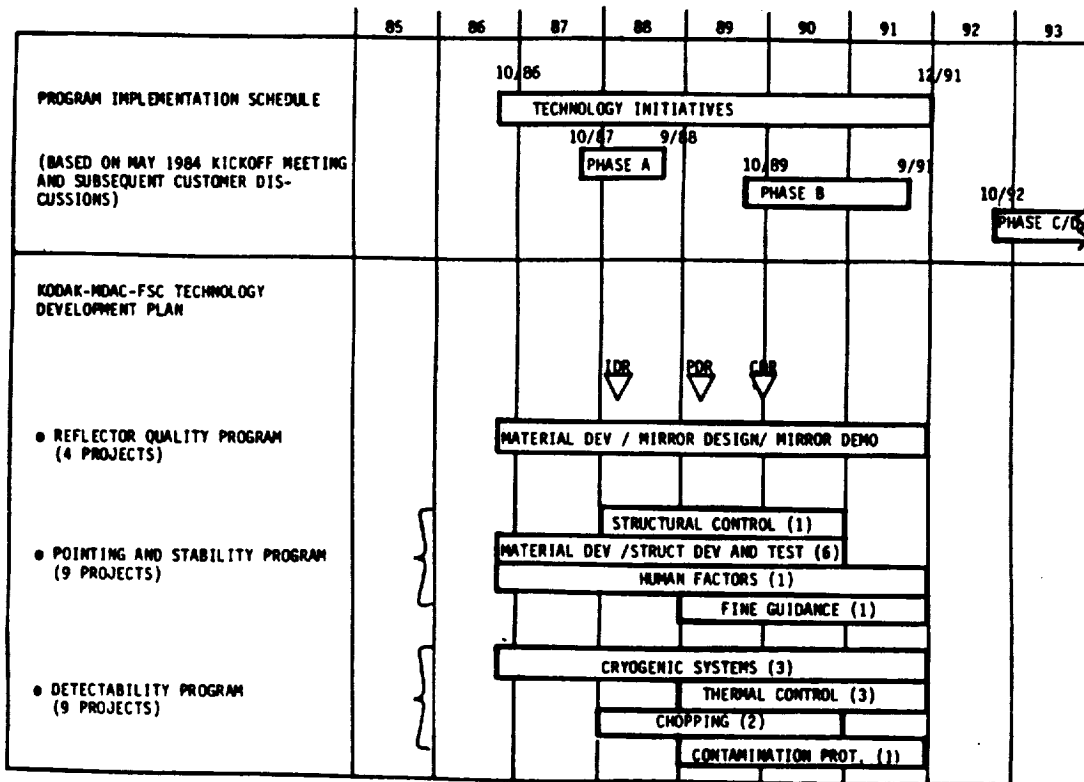 85 86 87 88 89 90 91 92 93
10/86 12/91
PROGRAM IMPLEMENTATION SCHEDULE
TECHNOLOGY INITIATIVES
10/87 9/88
(BASED ON MAY 1984 KICKOFF MEETING
AND SUBSEQUENT CUSTOMER DIS-
CUSSIONS)
PHASE A
10/89 9/91
PHASE B
10/92
PHASE C/D
KODAK-MDAC-FSC TECHNOLOGY
DEVELOPMENT PLAN
IDR PDR CDR
● REFLECTOR QUALITY PROGRAM
(4 PROJECTS)
MATERIAL DEV / MIRROR DESIGN/ MIRROR DEMO
STRUCTURAL CONTROL (1)
● POINTING AND STABILITY PROGRAM
(9 PROJECTS)
MATERIAL DEV /STRUCT DEV AND TEST (6)
HUMAN FACTORS (1)
FINE GUIDANCE (1)
CRYOGENIC SYSTEMS (3)
● DETECTABILITY PROGRAM
(9 PROJECTS)
THERMAL CONTROL (3)
CHOPPING (2)
CONTAMINATION PROT. (1)